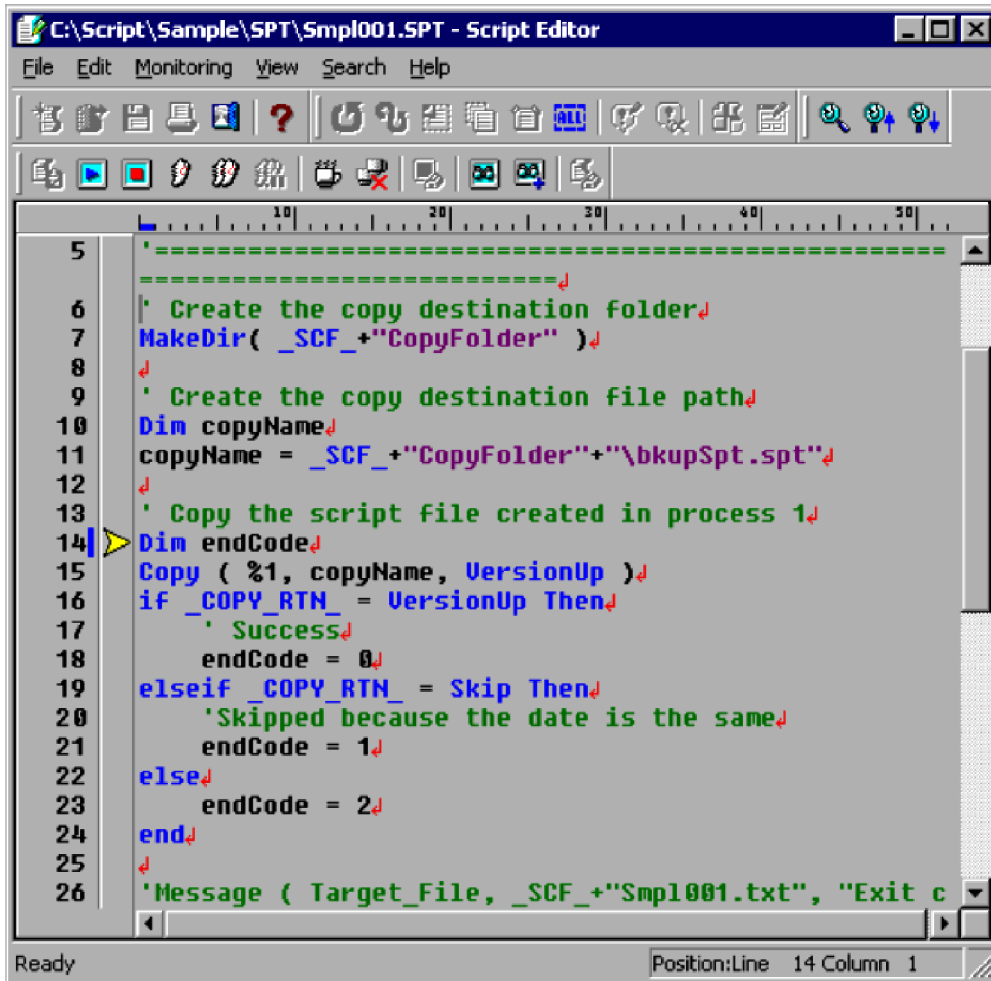 C:\Script\Sample\SPT\Smpl001.SPT - Script Editor
File Edit Monitoring View Search Help
ALL
10 20 30 40 50
5 '===================================================
===========================
6 ' Create the copy destination folder
7 MakeDir( _SCF_+"CopyFolder" )
8
9 ' Create the copy destination file path
10 Dim copyName
11 copyName = _SCF_+"CopyFolder"+"\bkupSpt.spt"
12
13 ' Copy the script file created in process 1
14 Dim endCode
15 Copy ( %1, copyName, VersionUp )
16 if _COPY_RTN_ = VersionUp Then
17     ' Success
18     endCode = 0
19 elseif _COPY_RTN_ = Skip Then
20     'Skipped because the date is the same
21     endCode = 1
22 else
23     endCode = 2
24 end
25
26 'Message ( Target_File, _SCF_+"Smpl001.txt", "Exit c
Ready Position:Line 14 Column 1